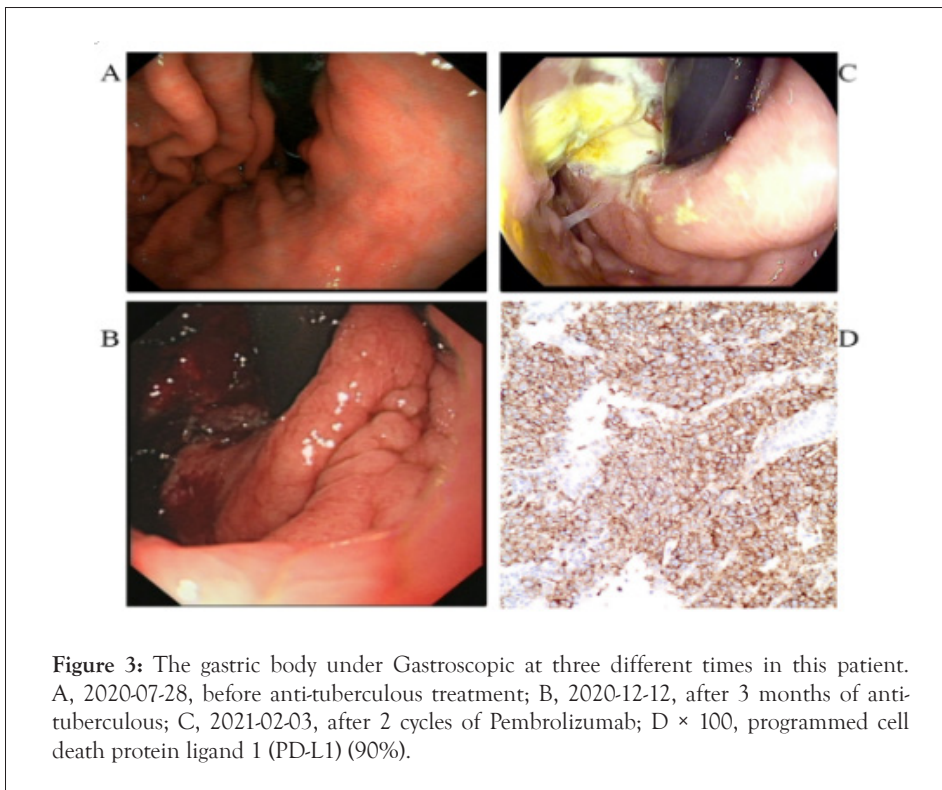 A
C
B
D
Figure 3: The gastric body under Gastroscopic at three different times in this patient.
A, 2020-07-28, before anti-tuberculous treatment; B, 2020-12-12, after 3 months of anti-
tuberculous; C, 2021-02-03, after 2 cycles of Pembrolizumab; D × 100, programmed cell
death protein ligand 1 (PD-L1) (90%).